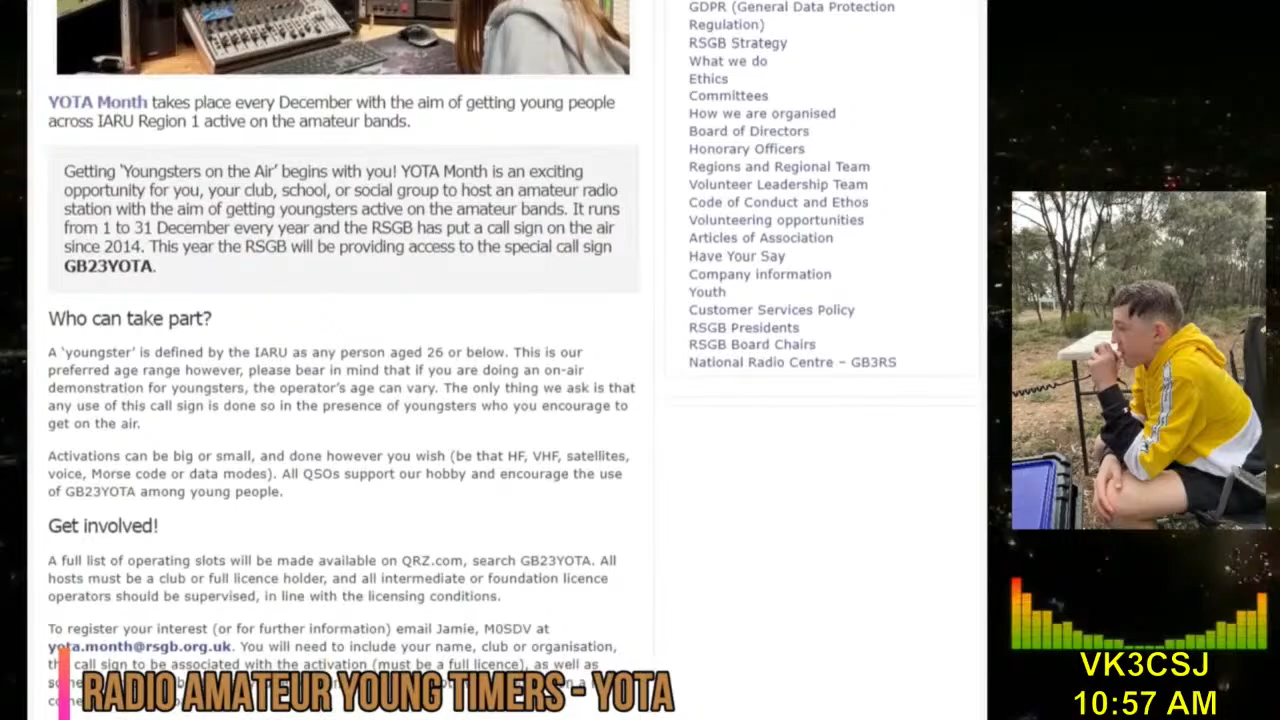 YOTA Month takes place every December with the aim of getting young people
across IARU Region 1 active on the amateur bands.
Getting ‘Youngsters on the Air’ begins with you! YOTA Month is an exciting
opportunity for you, your club, school, or social group to host an amateur radio
station with the aim of getting youngsters active on the amateur bands. It runs
from 1 to 31 December every year and the RSGB has put a call sign on the air
since 2014. This year the RSGB will be providing access to the special call sign
GB23YOTA.
Who can take part?
A ‘youngster’ is defined by the IARU as any person aged 26 or below. This is our
preferred age range however, please bear in mind that if you are doing an on-air
demonstration for youngsters, the operator’s age can vary. The only thing we ask is that
any use of this call sign is done so in the presence of youngsters who you encourage to
get on the air.
Activations can be big or small, and done however you wish (be that HF, VHF, satellites,
voice, Morse code or data modes). All QSOs support our hobby and encourage the use
of GB23YOTA among young people.
Get involved!
A full list of operating slots will be made available on QRZ.com, search GB23YOTA. All
hosts must be a club or full licence holder, and all intermediate or foundation licence
operators should be supervised, in line with the licensing conditions.
To register your interest (or for further information) email Jamie, M0SDV at
yota.month@rsgb.org.uk. You will need to include your name, club or organisation,
the call sign to be associated with the activation (must be a full licence), as well as
RADIO AMATEUR YOUNG TIMERS - YOTA
GDPR (General Data Protection
Regulation)
RSGB Strategy
What we do
Ethics
Committees
How we are organised
Board of Directors
Honorary Officers
Regions and Regional Team
Volunteer Leadership Team
Code of Conduct and Ethos
Volunteering opportunities
Articles of Association
Have Your Say
Company information
Youth
Customer Services Policy
RSGB Presidents
RSGB Board Chairs
National Radio Centre – GB3RS
VK3CSJ
10:57 AM